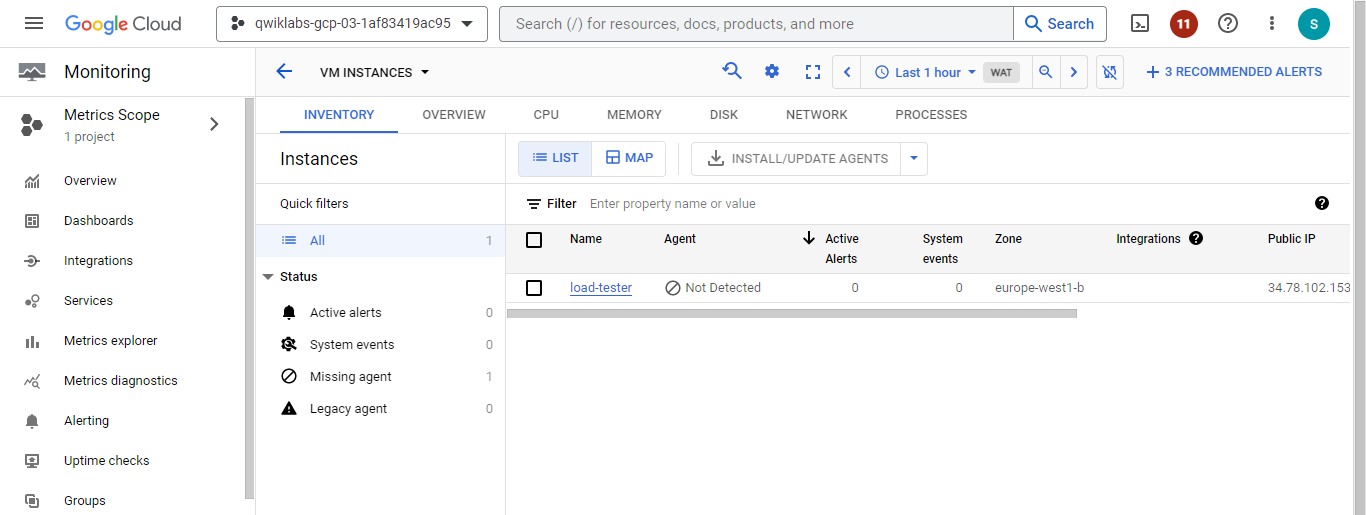 Google Cloud
qwiklabs-gcp-03-1af83419ac95
Search (/) for resources, docs, products, and more
Search
11
S
Monitoring
VM INSTANCES
Last 1 hour
WAT
3 RECOMMENDED ALERTS
Metrics Scope
1 project
Overview
Dashboards
Integrations
Services
Metrics explorer
Metrics diagnostics
Alerting
Uptime checks
Groups
INVENTORY
OVERVIEW
CPU
MEMORY
DISK
NETWORK
PROCESSES
Instances
Quick filters
All 1
Status
Active alerts 0
System events 0
Missing agent 1
Legacy agent 0
LIST
MAP
INSTALL/UPDATE AGENTS
Filter Enter property name or value
Name Agent Active Alerts System events Zone Integrations Public IP
load-tester Not Detected 0 0 europe-west1-b 34.78.102.153